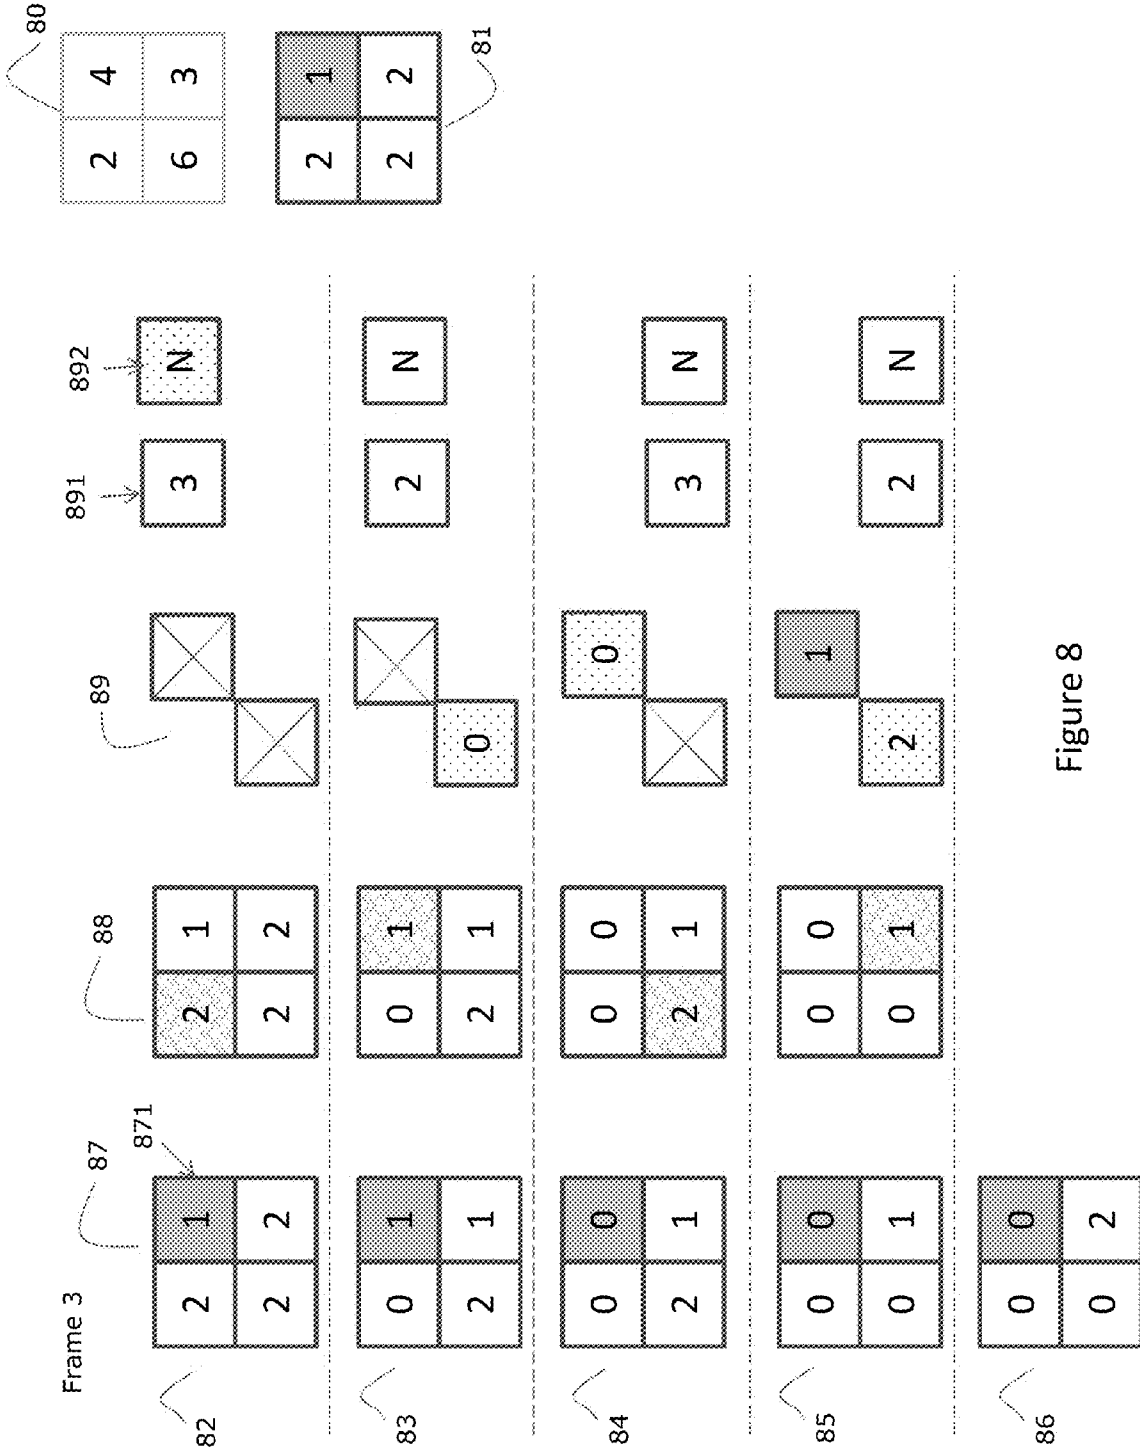 80
2 4
6 3
2 1
2 2
81
Frame 3
87
871
88
89
891
892
82
2 1 2 1 3 N
2 2 2 2
83
0 1 0 1 2 N
2 1 2 1 0
84
0 0 0 0 0
2 1 2 1 3 N
85
0 0 0 0 1
0 1 0 1 2 2 N
86
0 0
0 2
Figure 8